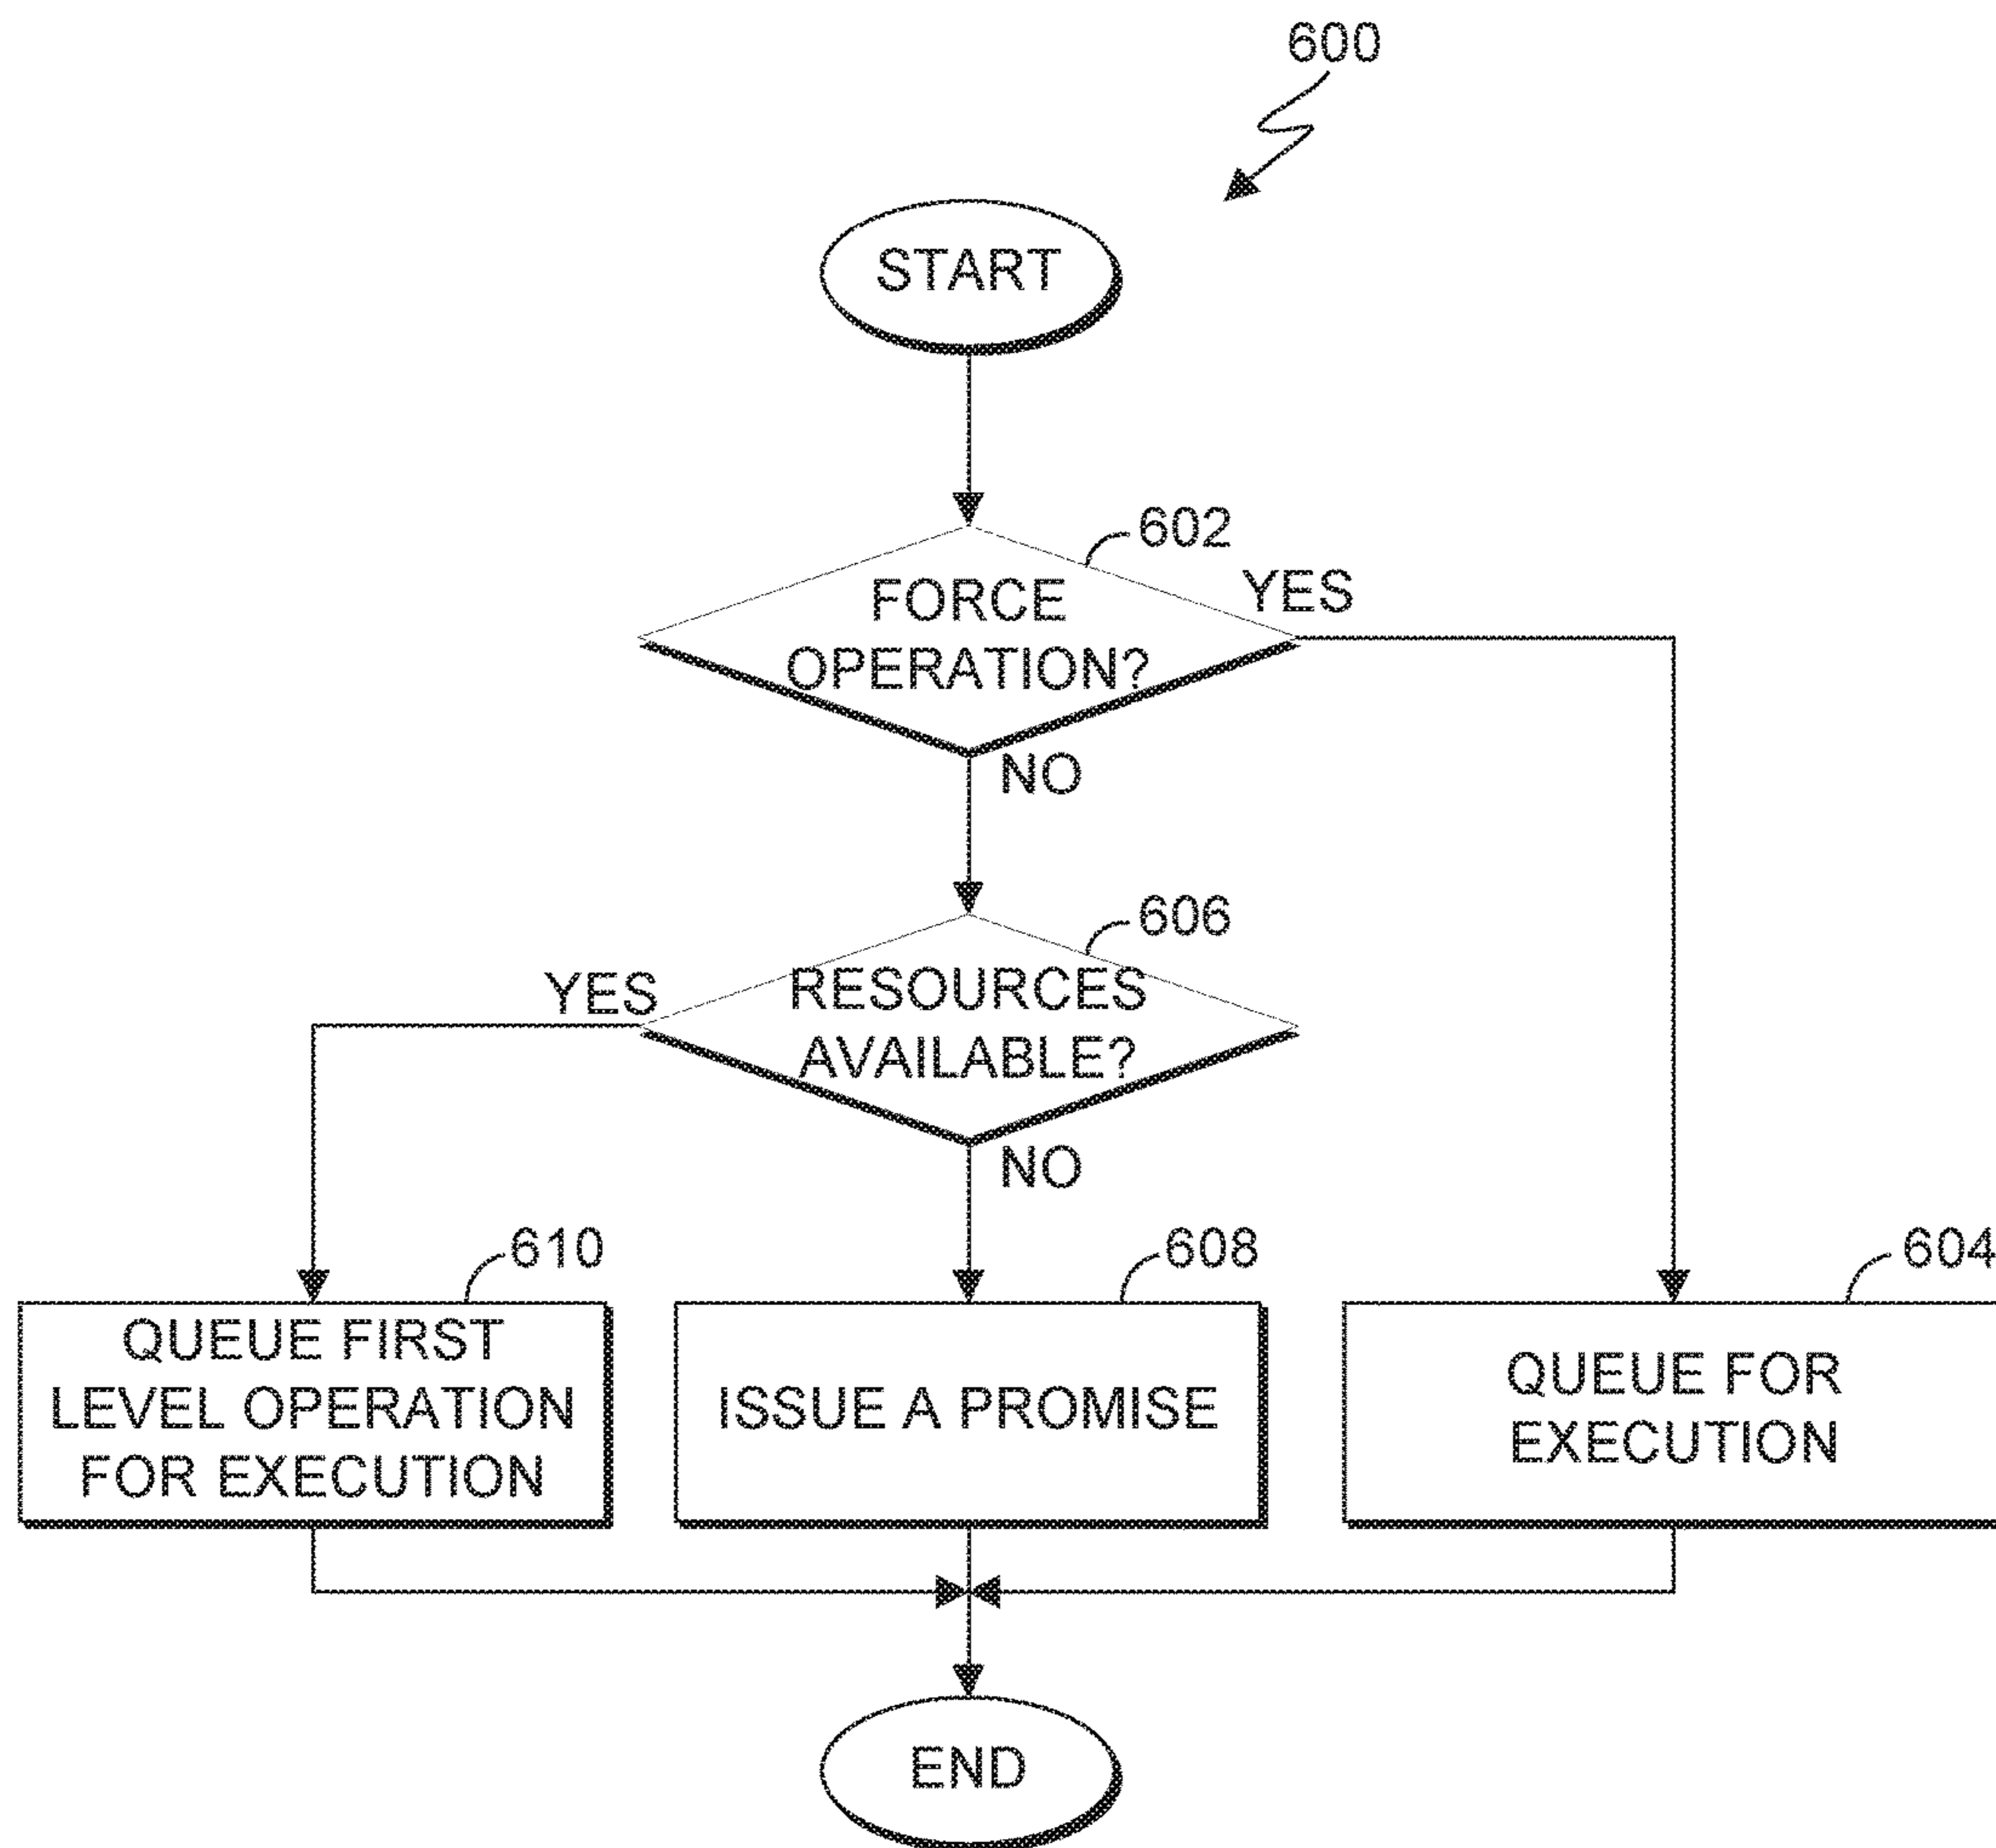 600
START
602
FORCE
OPERATION?
YES
NO
606
RESOURCES
AVAILABLE?
YES
NO
610
QUEUE FIRST
LEVEL OPERATION
FOR EXECUTION
608
ISSUE A PROMISE
604
QUEUE FOR
EXECUTION
END